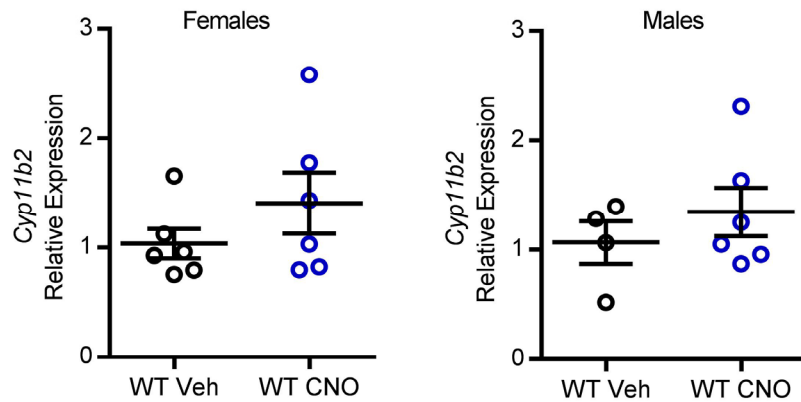 Females
3
2
1
0
Cyp11b2
Relative Expression
WT Veh WT CNO
Males
3
2
1
0
Cyp11b2
Relative Expression
WT Veh WT CNO